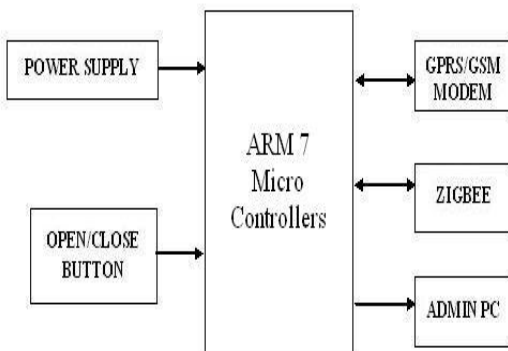 POWER SUPPLY
OPEN/CLOSE
BUTTON
ARM 7
Micro
Controllers
GPRS/GSM
MODEM
ZIGBEE
ADMIN PC